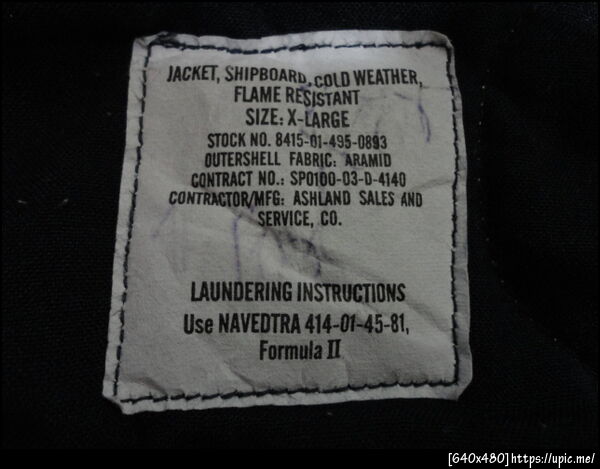 JACKET, SHIPBOARD, COLD WEATHER,
FLAME RESISTANT
SIZE: X-LARGE
STOCK NO. 8415-01-495-0893
OUTERSHELL FABRIC: ARAMID
CONTRACT NO.: SPO100-03-D-4140
CONTRACTOR/MFG: ASHLAND SALES AND
SERVICE, CO.
LAUNDERING INSTRUCTIONS
Use NAVEDTRA 414-01-45-81,
Formula II
[640x480]https://upic.me/